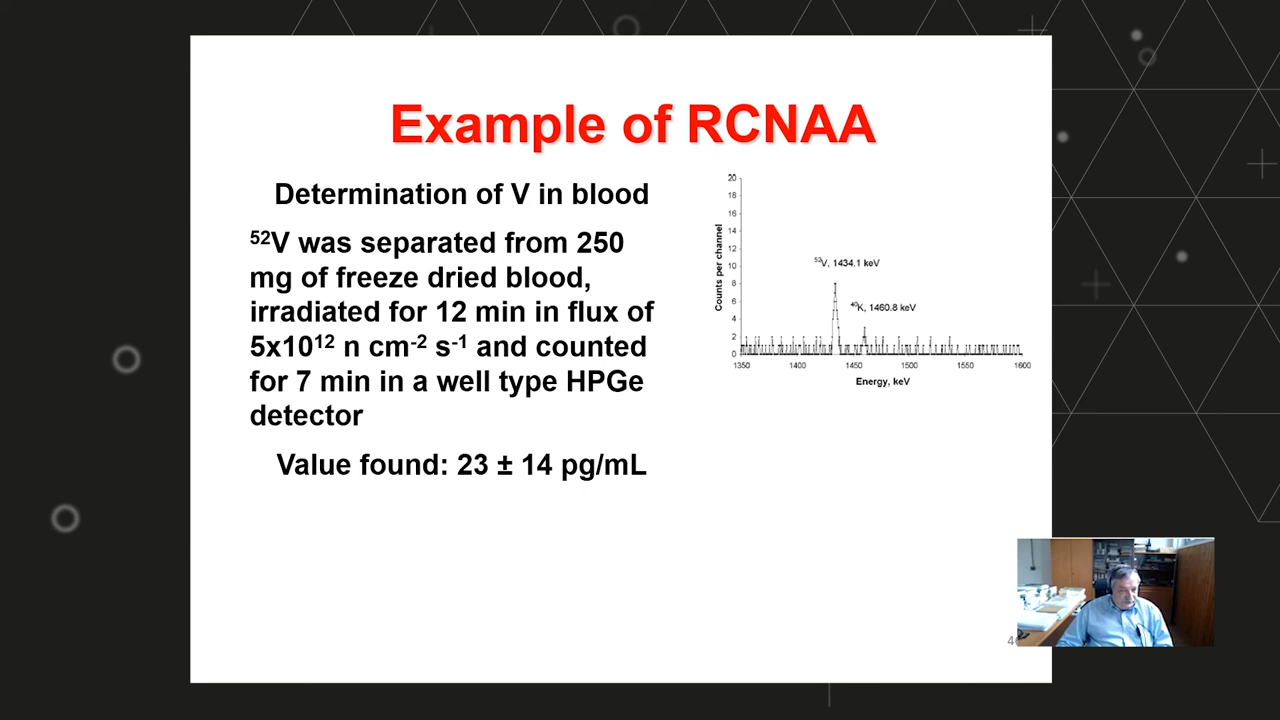 Example of RCNAA
Determination of V in blood
⁵²V was separated from 250
mg of freeze dried blood,
irradiated for 12 min in flux of
5x10¹² n cm⁻² s⁻¹ and counted
for 7 min in a well type HPGe
detector
Value found: 23 ± 14 pg/mL
20
18
16
14
12
10
8
6
4
2
0
Counts per channel
⁵²V, 1434.1 keV
⁴⁰K, 1460.8 keV
1350 1400 1450 1500 1550 1600
Energy, keV